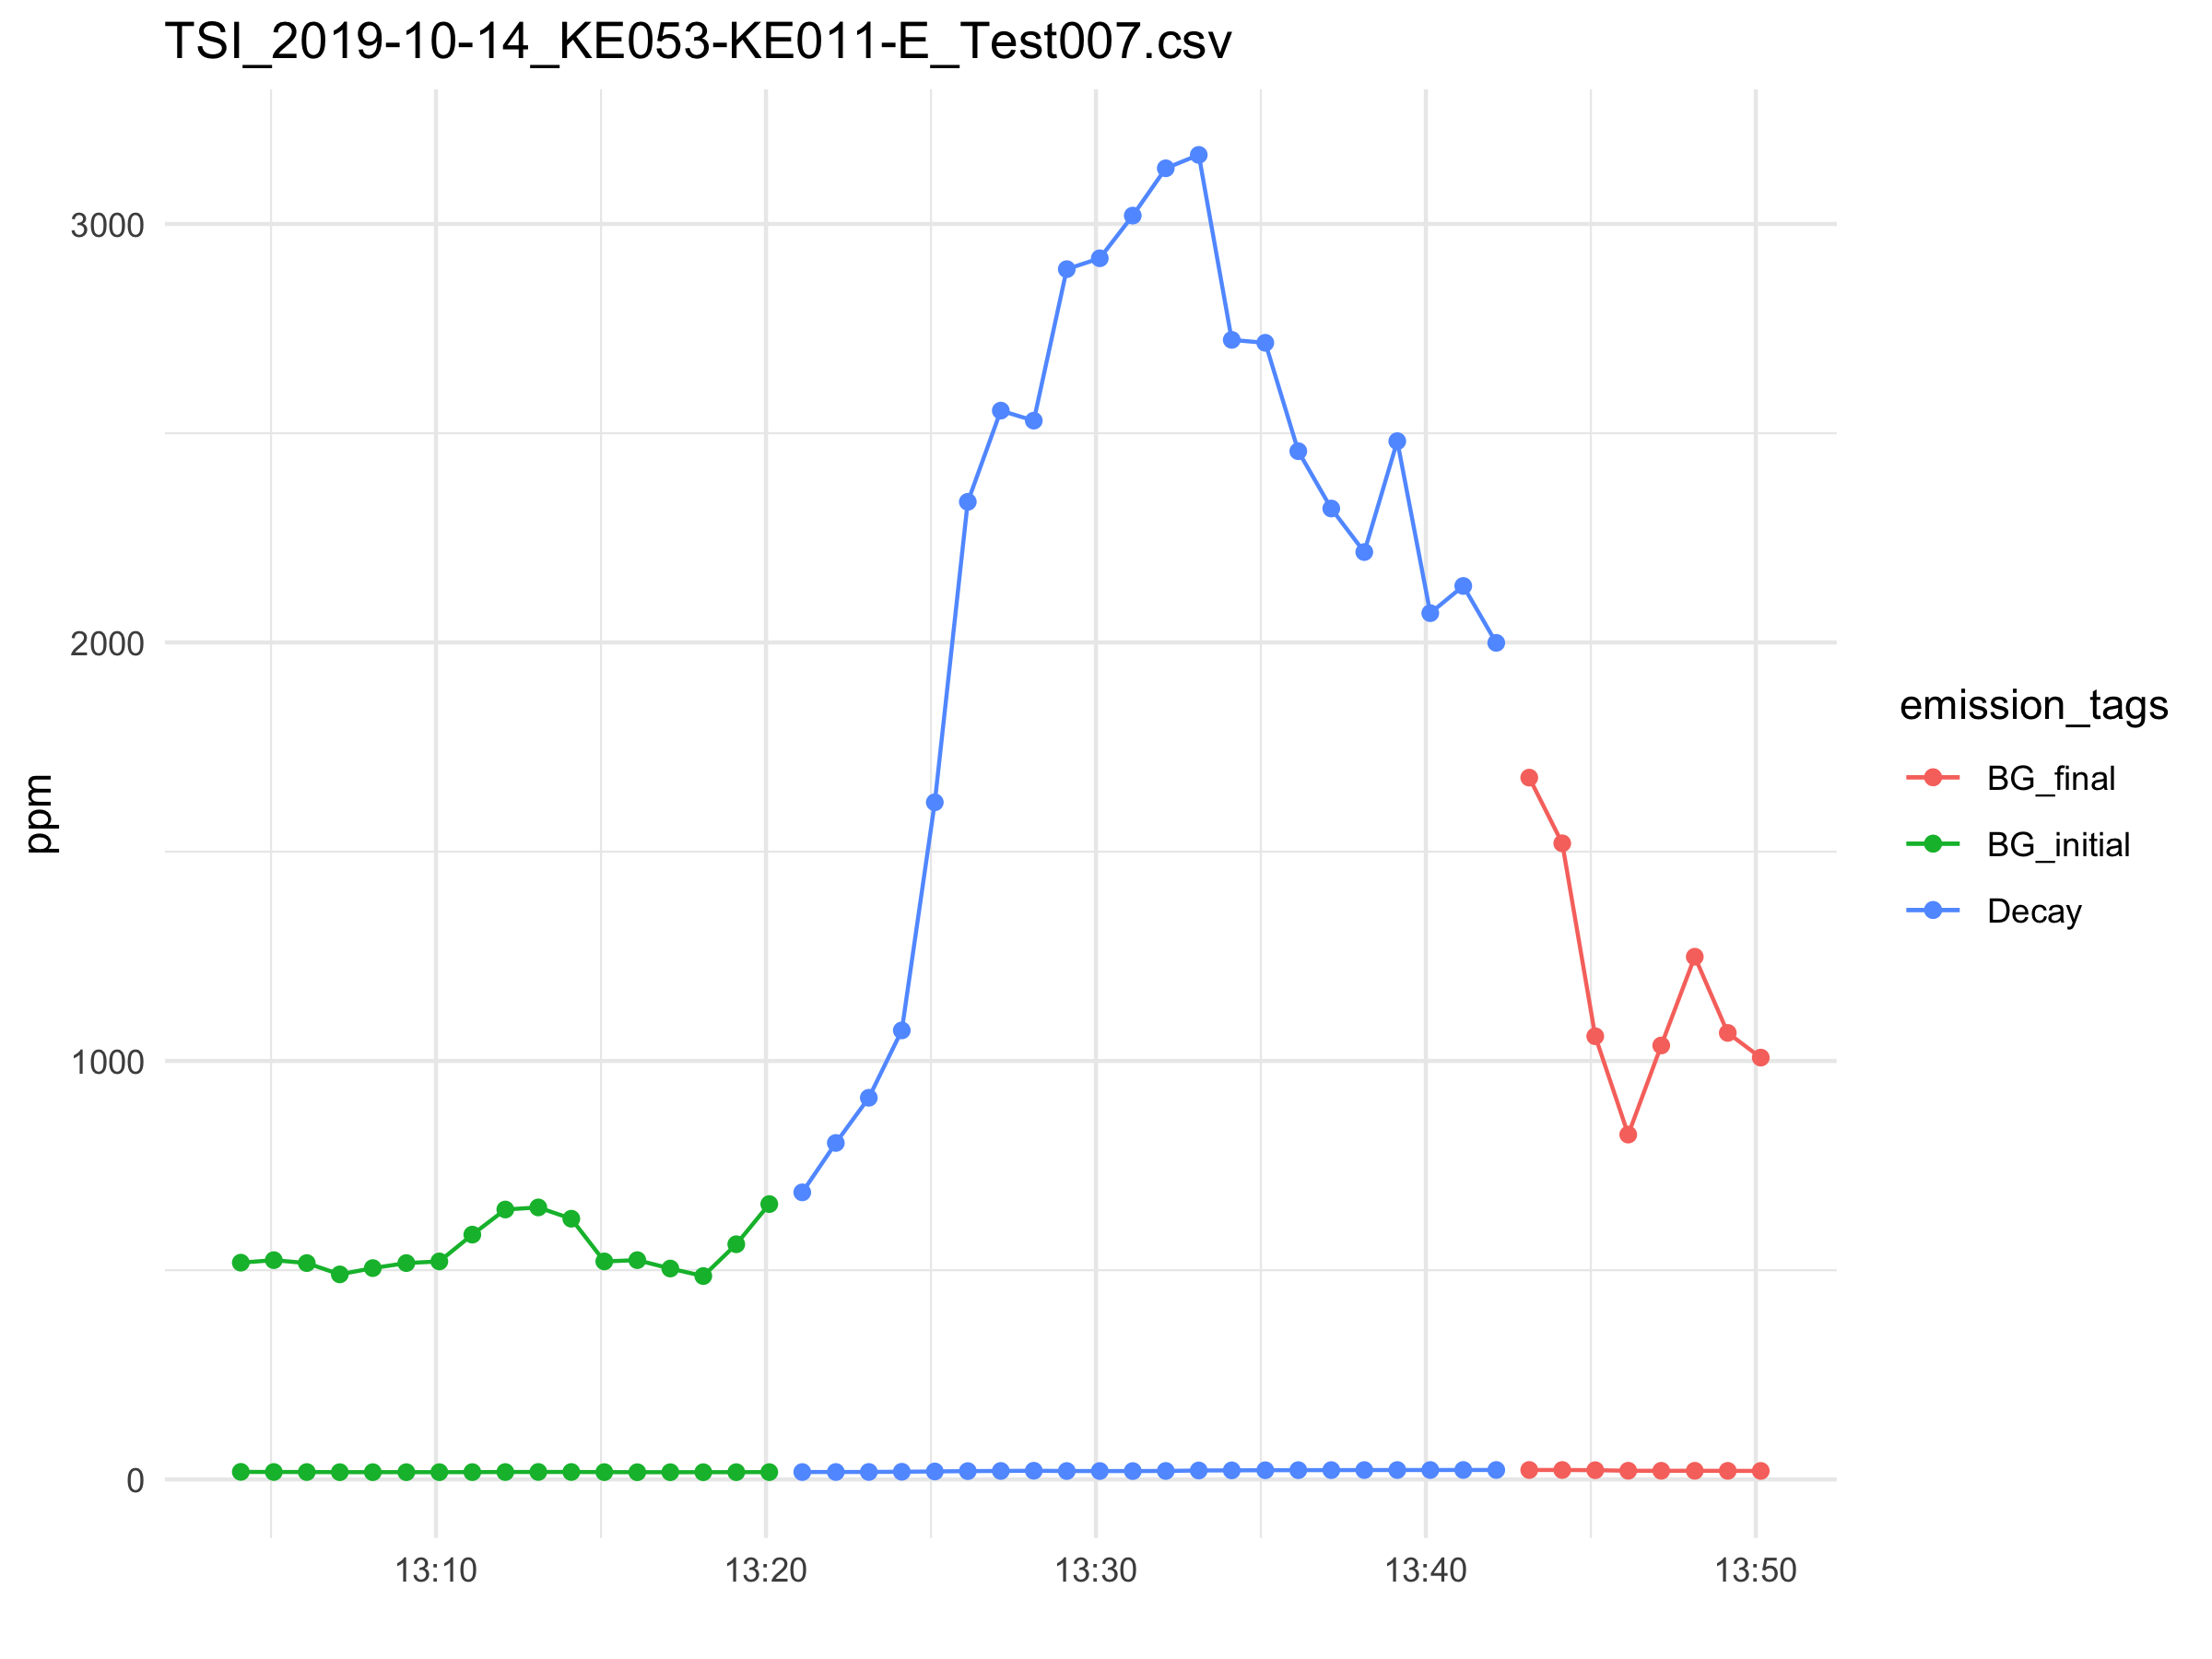 TSI_2019-10-14_KE053-KE011-E_Test007.csv
3000
2000
1000
0
ppm
13:10 13:20 13:30 13:40 13:50
emission_tags
BG_final
BG_initial
Decay